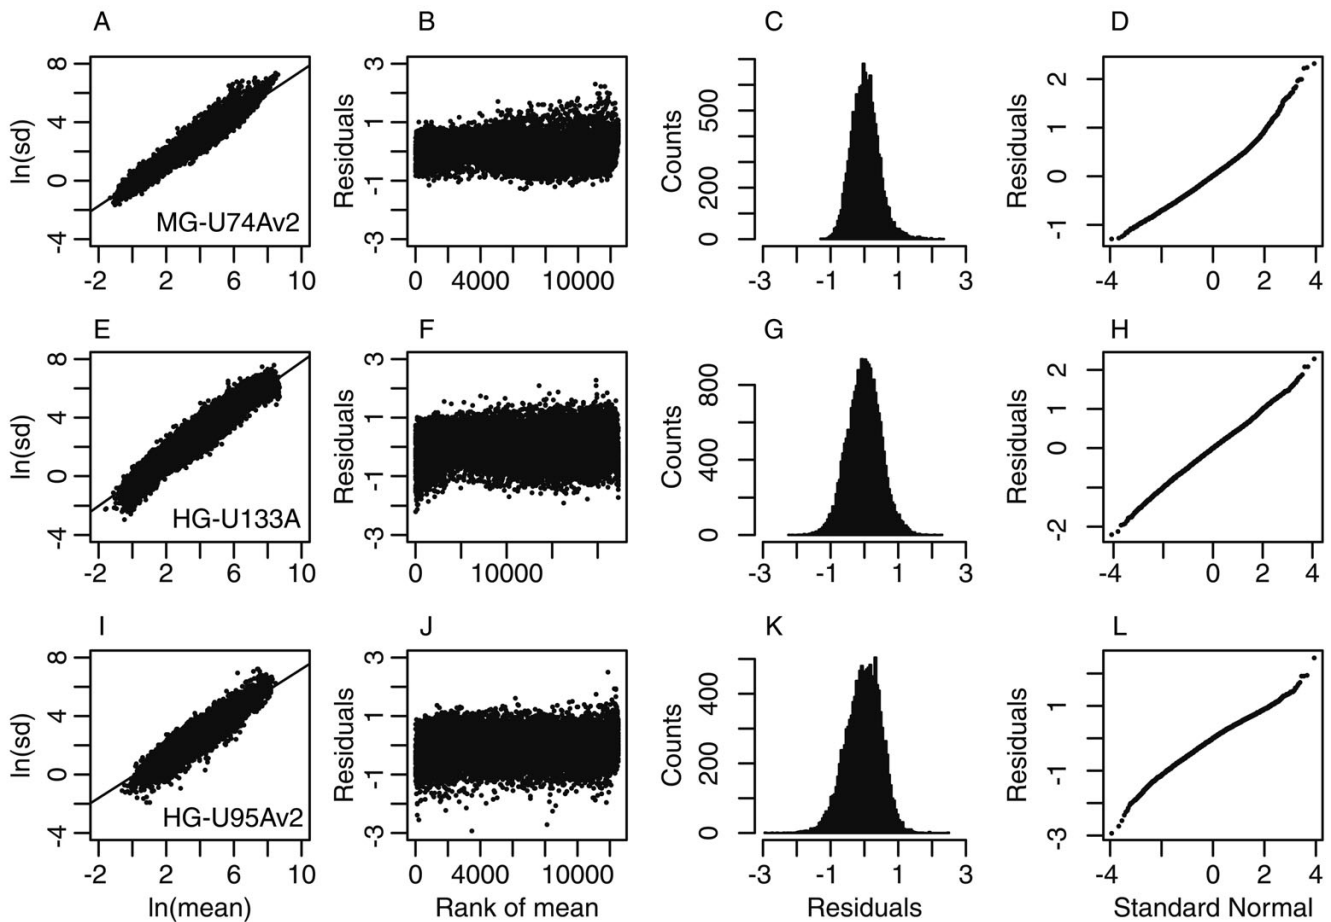 A
B
C
D
8
4
0
-4
ln(sd)
MG-U74Av2
-2 2 6 10
3
1
-1
-3
Residuals
0 4000 10000
500
200
0
Counts
-3 -1 1 3
2
1
0
-1
Residuals
-4 0 2 4
E
F
G
H
8
4
0
-4
ln(sd)
HG-U133A
-2 2 6 10
3
1
-1
-3
Residuals
0 10000
800
400
0
Counts
-3 -1 1 3
2
1
0
-2
Residuals
-4 0 2 4
I
J
K
L
8
4
0
-4
ln(sd)
HG-U95Av2
-2 2 6 10
ln(mean)
3
1
-1
-3
Residuals
0 4000 10000
Rank of mean
400
200
0
Counts
-3 -1 1 3
Residuals
1
-1
-3
Residuals
-4 0 2 4
Standard Normal